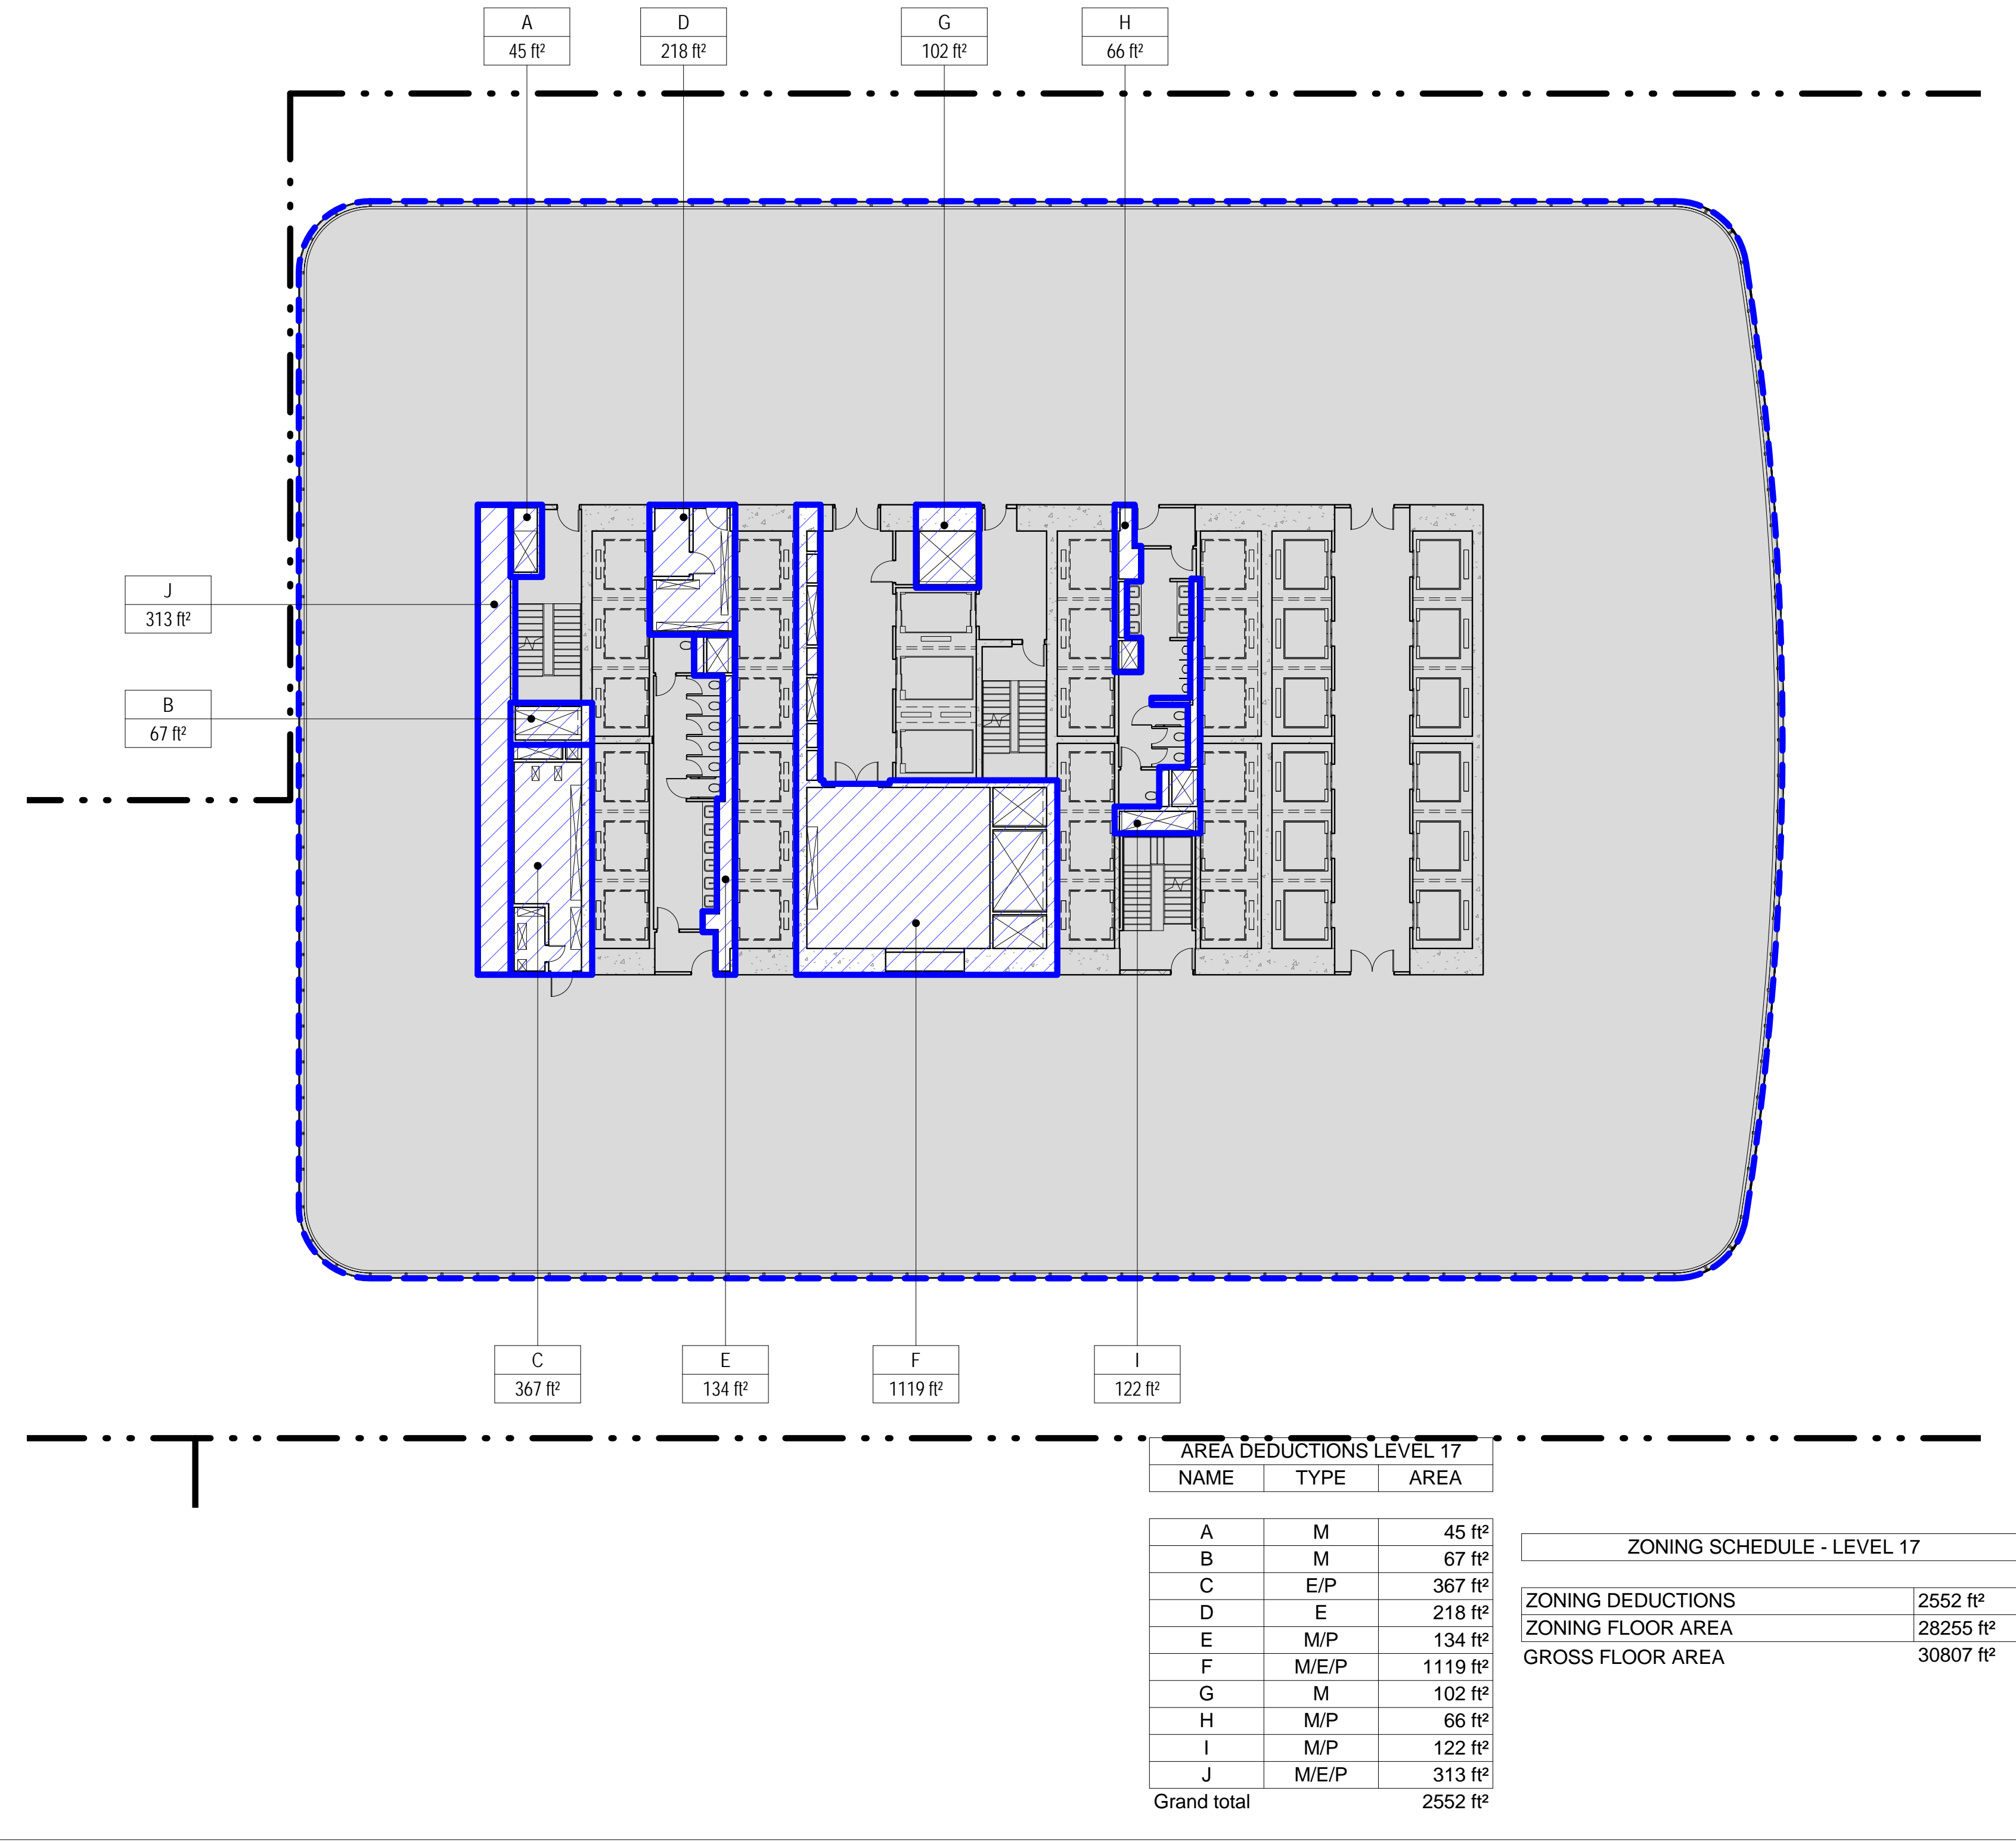 A
45 ft²
D
218 ft²
G
102 ft²
H
66 ft²
J
313 ft²
B
67 ft²
C
367 ft²
E
134 ft²
F
1119 ft²
I
122 ft²
AREA DEDUCTIONS LEVEL 17
NAME TYPE AREA
A M 45 ft²
B M 67 ft²
C E/P 367 ft²
D E 218 ft²
E M/P 134 ft²
F M/E/P 1119 ft²
G M 102 ft²
H M/P 66 ft²
I M/P 122 ft²
J M/E/P 313 ft²
Grand total 2552 ft²
ZONING SCHEDULE - LEVEL 17
ZONING DEDUCTIONS 2552 ft²
ZONING FLOOR AREA 28255 ft²
GROSS FLOOR AREA 30807 ft²